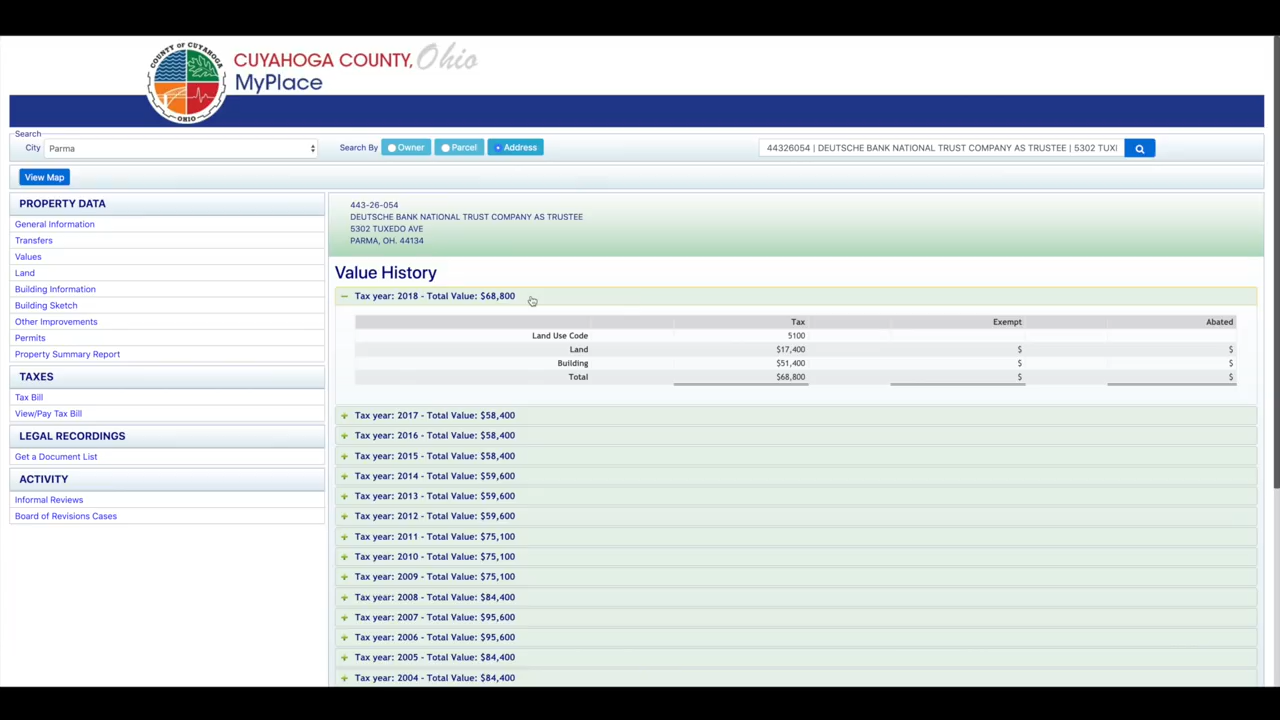 COUNTY OF CUYAHOGA
OHIO
CUYAHOGA COUNTY, Ohio
MyPlace
Search
City Parma Search By Owner Parcel Address 44326054 | DEUTSCHE BANK NATIONAL TRUST COMPANY AS TRUSTEE | 5302 TUXI
View Map
PROPERTY DATA
General Information
Transfers
Values
Land
Building Information
Building Sketch
Other Improvements
Permits
Property Summary Report
TAXES
Tax Bill
View/Pay Tax Bill
LEGAL RECORDINGS
Get a Document List
ACTIVITY
Informal Reviews
Board of Revisions Cases
443-26-054
DEUTSCHE BANK NATIONAL TRUST COMPANY AS TRUSTEE
5302 TUXEDO AVE
PARMA, OH. 44134
Value History
Tax year: 2018 - Total Value: $68,800
Tax Exempt Abated
Land Use Code 5100
Land $17,400 $ $
Building $51,400 $ $
Total $68,800 $ $
Tax year: 2017 - Total Value: $58,400
Tax year: 2016 - Total Value: $58,400
Tax year: 2015 - Total Value: $58,400
Tax year: 2014 - Total Value: $59,600
Tax year: 2013 - Total Value: $59,600
Tax year: 2012 - Total Value: $59,600
Tax year: 2011 - Total Value: $75,100
Tax year: 2010 - Total Value: $75,100
Tax year: 2009 - Total Value: $75,100
Tax year: 2008 - Total Value: $84,400
Tax year: 2007 - Total Value: $95,600
Tax year: 2006 - Total Value: $95,600
Tax year: 2005 - Total Value: $84,400
Tax year: 2004 - Total Value: $84,400